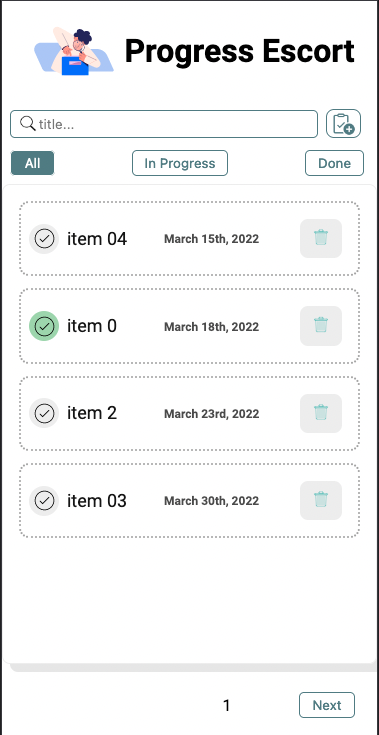 Progress Escort
title...
All In Progress Done
item 04 March 15th, 2022
item 0 March 18th, 2022
item 2 March 23rd, 2022
item 03 March 30th, 2022
1 Next